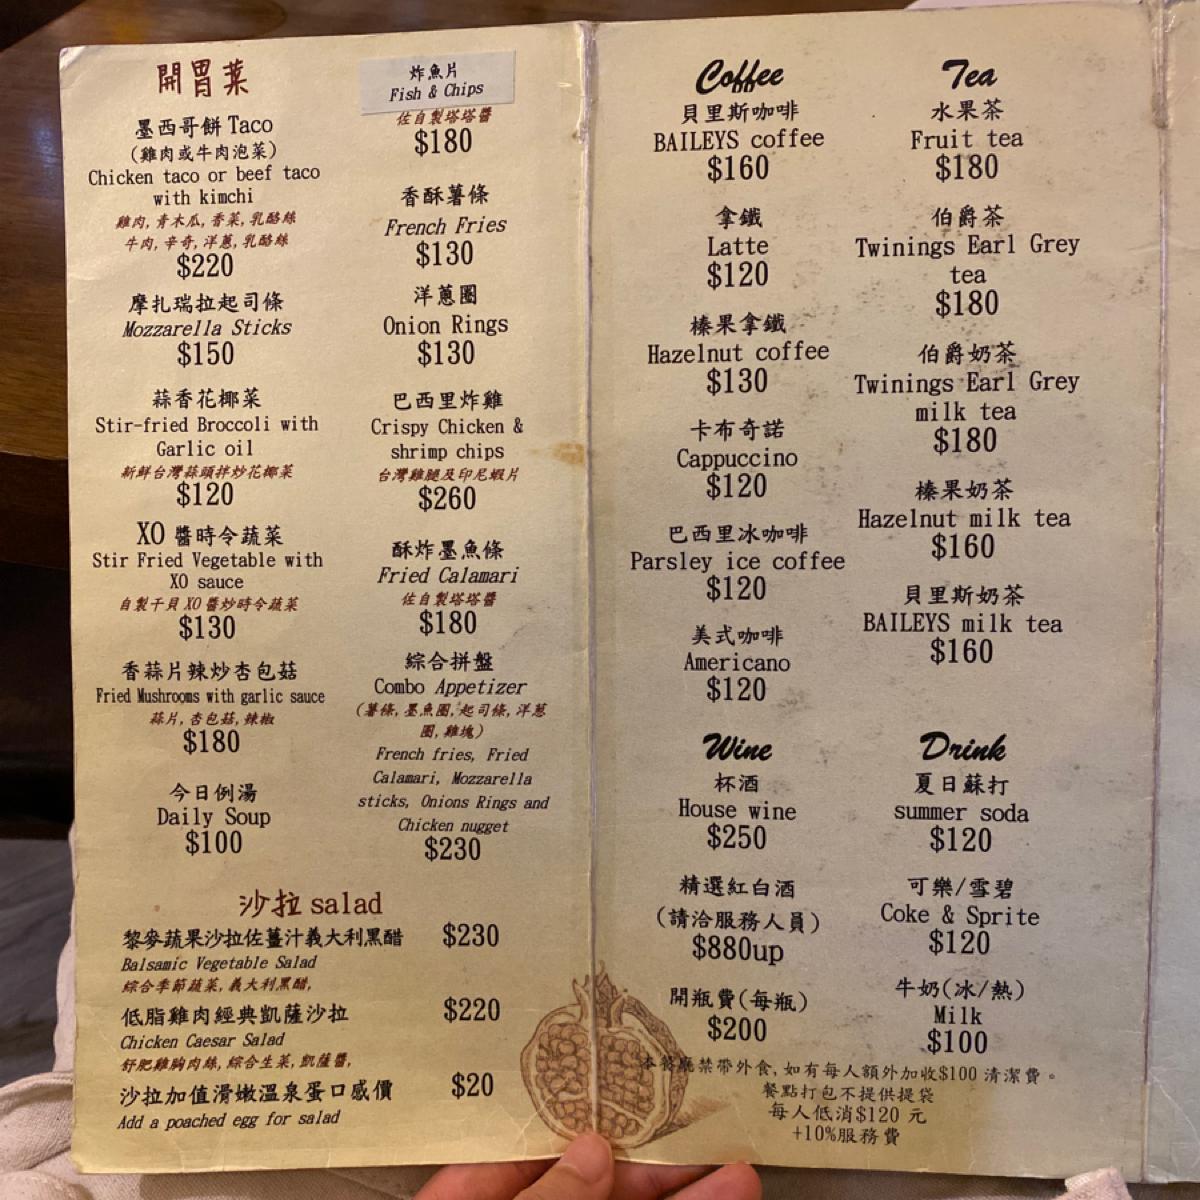 開胃菜
墨西哥餅 Taco
(雞肉或牛肉泡菜)
Chicken taco or beef taco
with kimchi
雞肉, 青木瓜, 香菜, 乳酪絲
牛肉, 辛奇, 洋蔥, 乳酪絲
$220
摩扎瑞拉起司條
Mozzarella Sticks
$150
蒜香花椰菜
Stir-fried Broccoli with
Garlic oil
新鮮台灣蒜頭拌炒花椰菜
$120
XO 醬時令蔬菜
Stir Fried Vegetable with
XO sauce
自製干貝 XO 醬炒時令蔬菜
$130
香蒜片辣炒杏包菇
Fried Mushrooms with garlic sauce
蒜片, 杏包菇, 辣椒
$180
今日例湯
Daily Soup
$100
炸魚片
Fish & Chips
佐自製塔塔醬
$180
香酥薯條
French Fries
$130
洋蔥圈
Onion Rings
$130
巴西里炸雞
Crispy Chicken &
shrimp chips
台灣雞腿及印尼蝦片
$260
酥炸墨魚條
Fried Calamari
佐自製塔塔醬
$180
綜合拼盤
Combo Appetizer
(薯條, 墨魚圈, 起司條, 洋蔥
圈, 雞塊)
French fries, Fried
Calamari, Mozzarella
sticks, Onions Rings and
Chicken nugget
$230
沙拉 salad
黎麥蔬果沙拉佐薑汁義大利黑醋 $230
Balsamic Vegetable Salad
綜合季節蔬菜, 義大利黑醋,
低脂雞肉經典凱薩沙拉 $220
Chicken Caesar Salad
舒肥雞胸肉絲, 綜合生菜, 凱薩醬,
沙拉加值滑嫩溫泉蛋口感價 $20
Add a poached egg for salad
Coffee
貝里斯咖啡
BAILEYS coffee
$160
拿鐵
Latte
$120
榛果拿鐵
Hazelnut coffee
$130
卡布奇諾
Cappuccino
$120
巴西里冰咖啡
Parsley ice coffee
$120
美式咖啡
Americano
$120
Tea
水果茶
Fruit tea
$180
伯爵茶
Twinings Earl Grey
tea
$180
伯爵奶茶
Twinings Earl Grey
milk tea
$180
榛果奶茶
Hazelnut milk tea
$160
貝里斯奶茶
BAILEYS milk tea
$160
Wine
杯酒
House wine
$250
精選紅白酒
(請洽服務人員)
$880up
開瓶費(每瓶)
$200
Drink
夏日蘇打
summer soda
$120
可樂/雪碧
Coke & Sprite
$120
牛奶(冰/熱)
Milk
$100
本餐廳禁帶外食, 如有每人額外加收$100 清潔費。
餐點打包不提供提袋
每人低消$120 元
+10%服務費